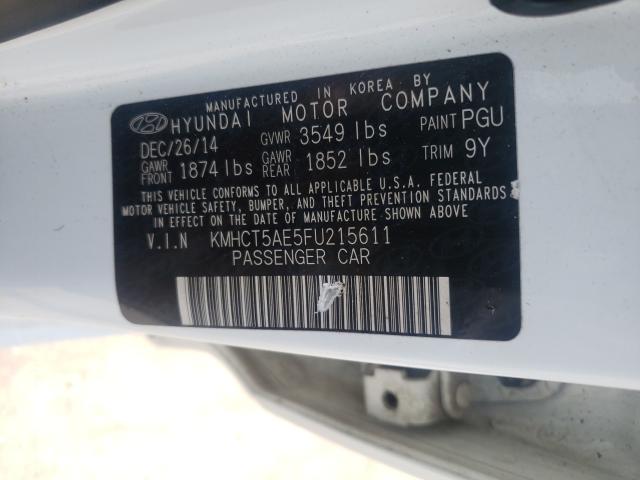 MANUFACTURED IN KOREA BY
HYUNDAI MOTOR COMPANY
DEC/26/14 GVWR 3549 lbs PAINT PGU
GAWR FRONT 1874 lbs GAWR REAR 1852 lbs TRIM 9Y
THIS VEHICLE CONFORMS TO ALL APPLICABLE U.S.A. FEDERAL
MOTOR VEHICLE SAFETY, BUMPER, AND THEFT PREVENTION STANDARDS
IN EFFECT ON THE DATE OF MANUFACTURE SHOWN ABOVE
V.I.N KMHCT5AE5FU215611
PASSENGER CAR